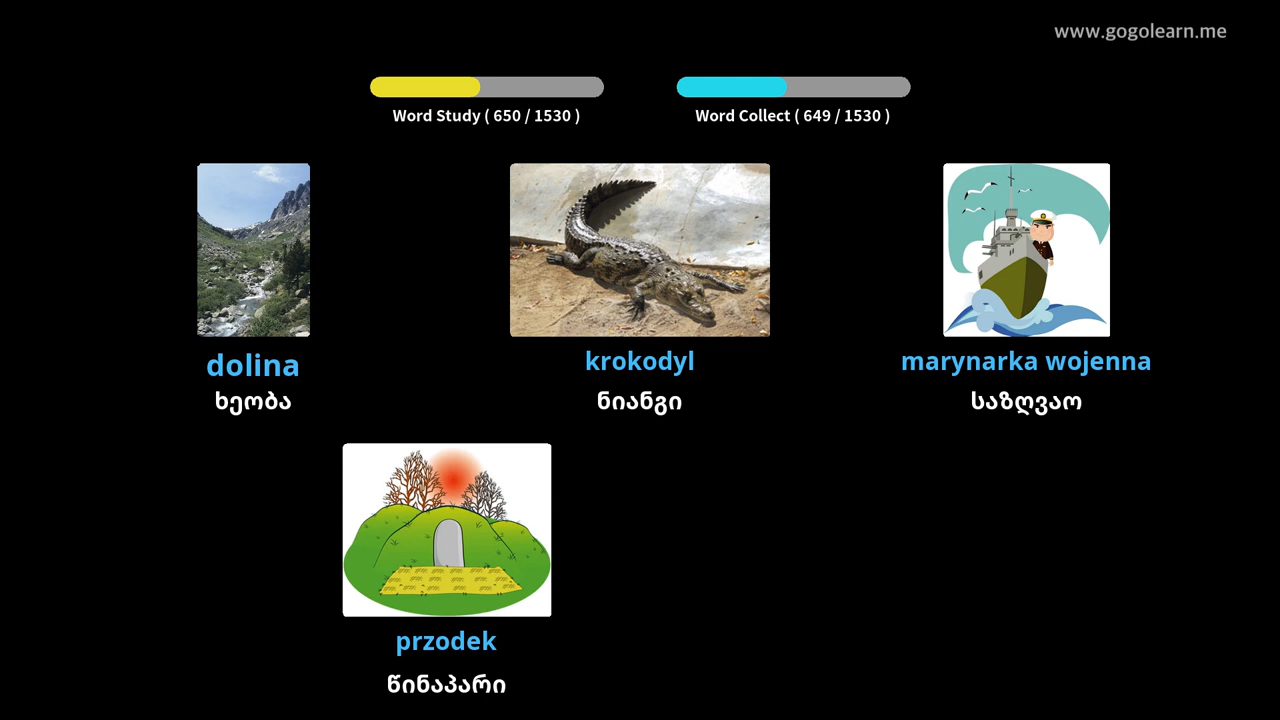 www.gogolearn.me
Word Study ( 650 / 1530 )
Word Collect ( 649 / 1530 )
dolina
ხეობა
krokodyl
ნიანგი
marynarka wojenna
საზღვაო
przodek
წინაპარი